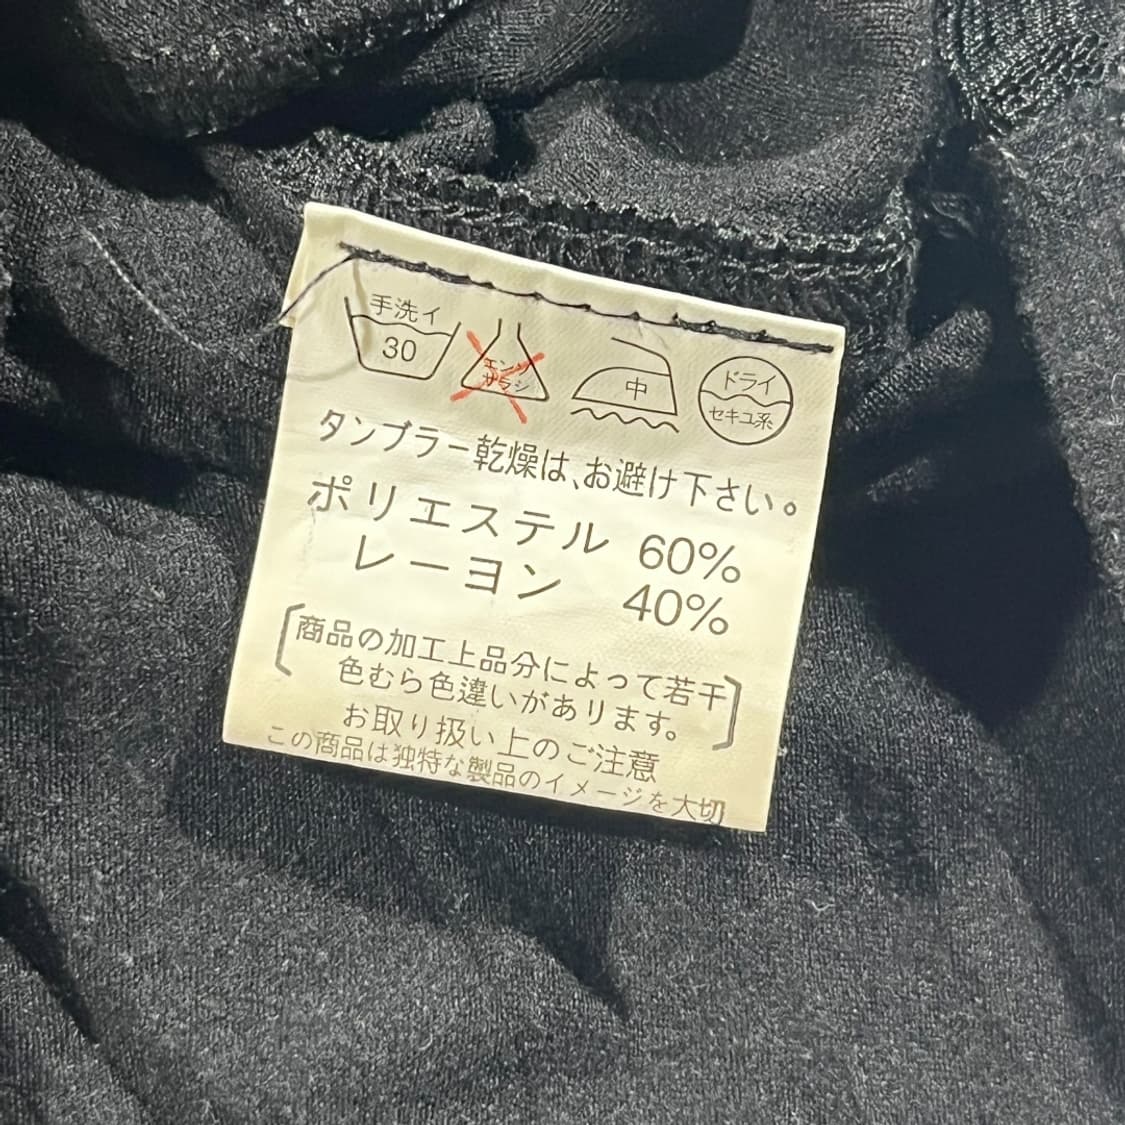 手洗イ
30
エンソ
サラシ
中
ドライ
セキユ系
タンブラー乾燥は、お避け下さい。
ポリエステル 60%
レーヨン 40%
商品の加工上品分によって若干
色むら色違いがあります。
お取り扱い上のご注意
この商品は独特な製品のイメージを大切